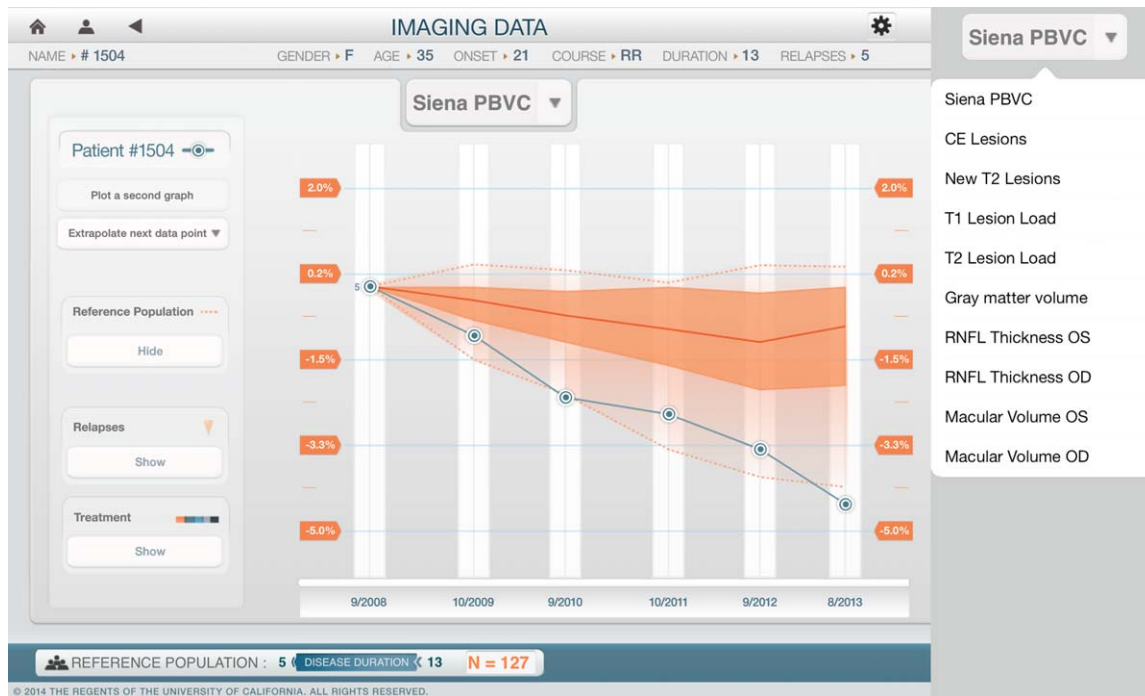 IMAGING DATA
NAME ▸ # 1504 GENDER ▸ F AGE ▸ 35 ONSET ▸ 21 COURSE ▸ RR DURATION ▸ 13 RELAPSES ▸ 5
Siena PBVC ▼
Patient #1504
Plot a second graph
Extrapolate next data point ▼
Reference Population
Hide
Relapses
Show
Treatment
Show
2.0% 2.0%
0.2% 0.2%
5
-1.5% -1.5%
-3.3% -3.3%
-5.0% -5.0%
9/2008 10/2009 9/2010 10/2011 9/2012 8/2013
REFERENCE POPULATION : 5 DISEASE DURATION 13 N = 127
© 2014 THE REGENTS OF THE UNIVERSITY OF CALIFORNIA. ALL RIGHTS RESERVED.
Siena PBVC ▼
Siena PBVC
CE Lesions
New T2 Lesions
T1 Lesion Load
T2 Lesion Load
Gray matter volume
RNFL Thickness OS
RNFL Thickness OD
Macular Volume OS
Macular Volume OD